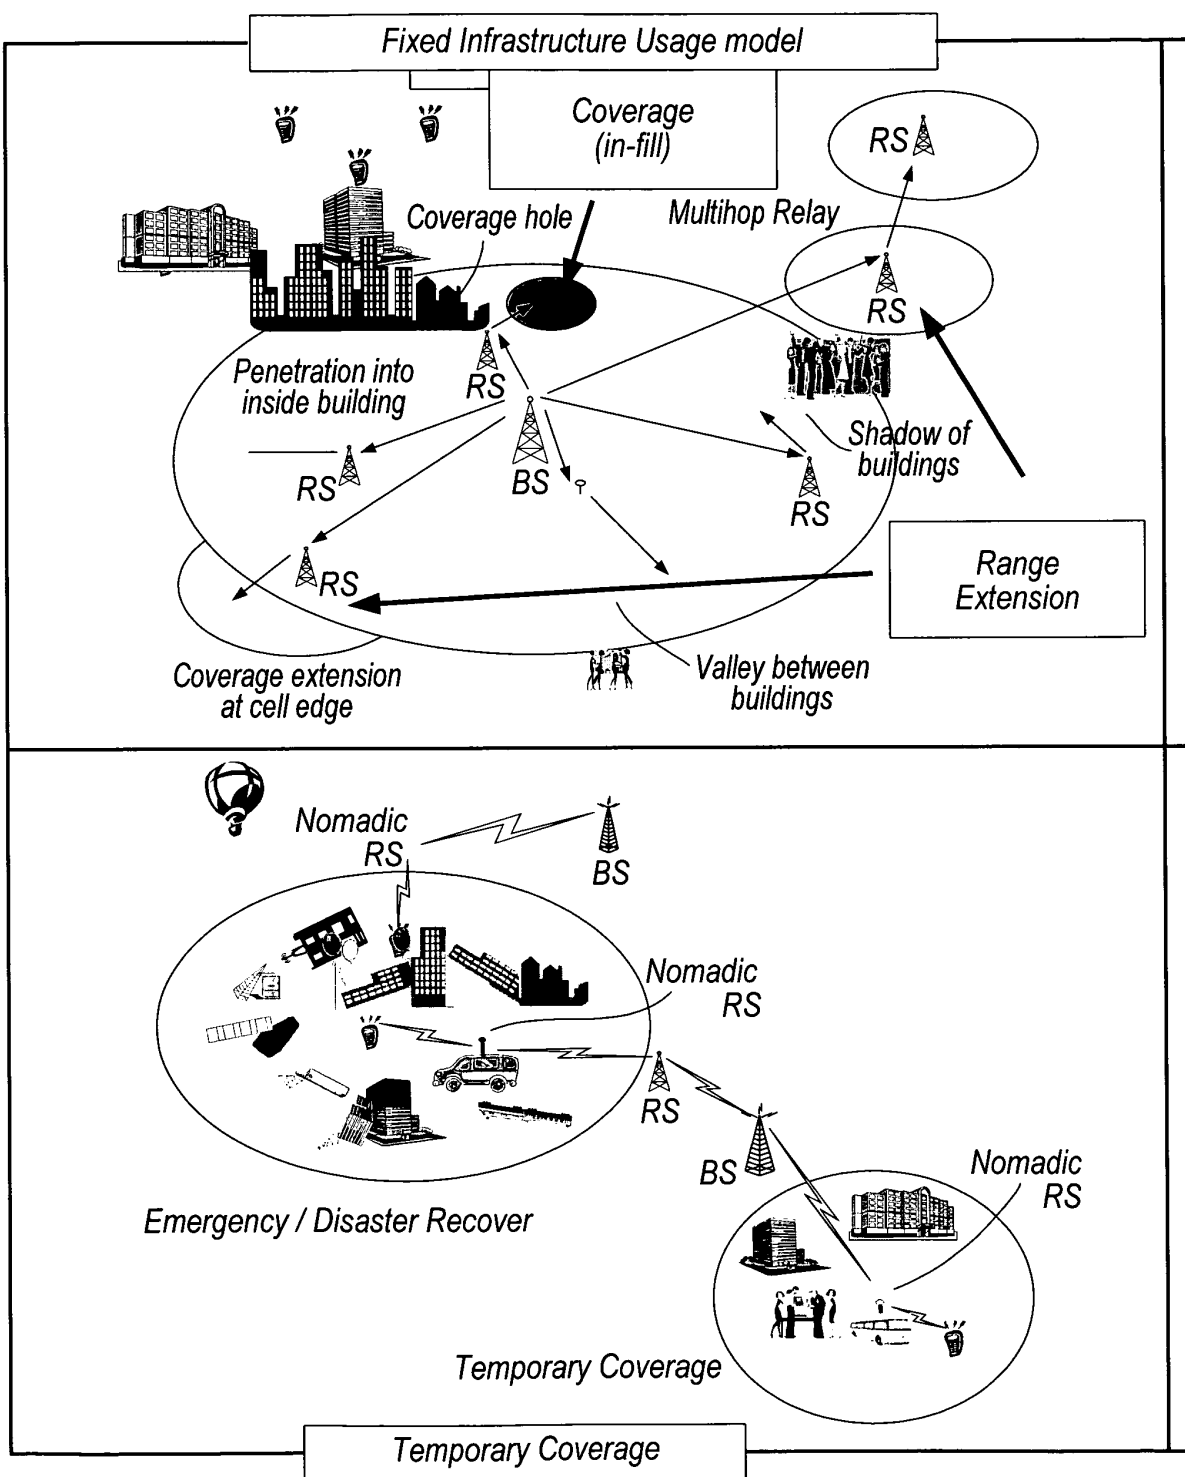 Fixed Infrastructure Usage model
Coverage
(in-fill)
RS
Coverage hole
Multihop Relay
RS
Penetration into
inside building
RS
Shadow of
buildings
RS
BS
RS
RS
Range
Extension
Coverage extension
at cell edge
Valley between
buildings
Nomadic
RS
BS
Nomadic
RS
RS
BS
Nomadic
RS
Emergency / Disaster Recover
Temporary Coverage
Temporary Coverage